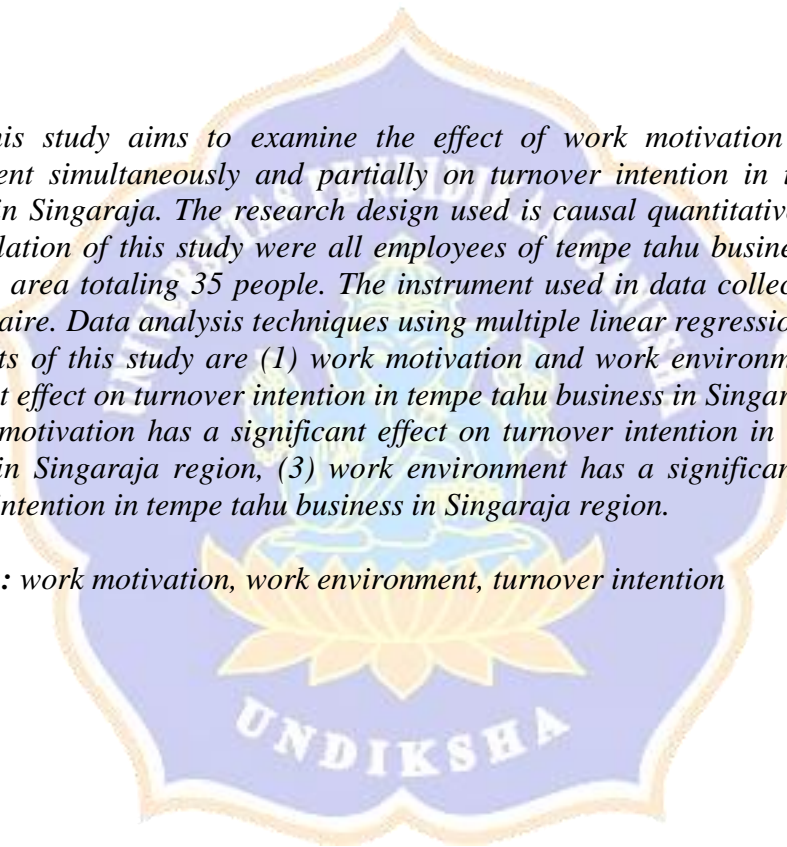 his study aims to examine the effect of work motivation
ent simultaneously and partially on turnover intention in t
in Singaraja. The research design used is causal quantitative
lation of this study were all employees of tempe tahu busine
area totaling 35 people. The instrument used in data collec
aire. Data analysis techniques using multiple linear regressio
ts of this study are (1) work motivation and work environm
t effect on turnover intention in tempe tahu business in Singar
motivation has a significant effect on turnover intention in
in Singaraja region, (3) work environment has a significan
intention in tempe tahu business in Singaraja region.
: work motivation, work environment, turnover intention
UNDIKSHA